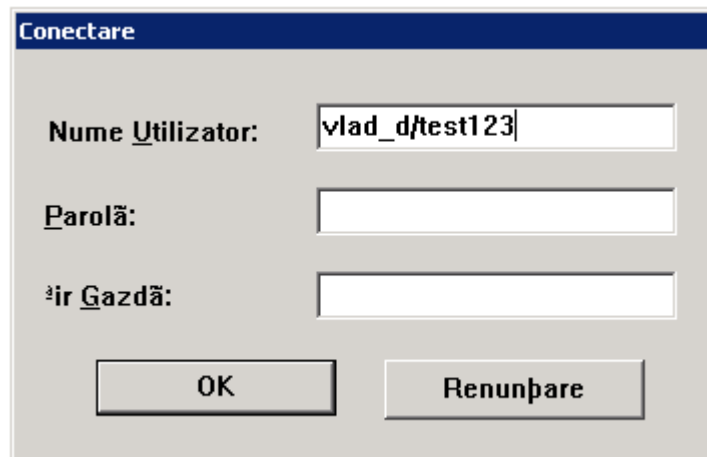 Conectare
Nume Utilizator: vlad_d/test123
Parolã:
ªir Gazdã:
OK Renunþare